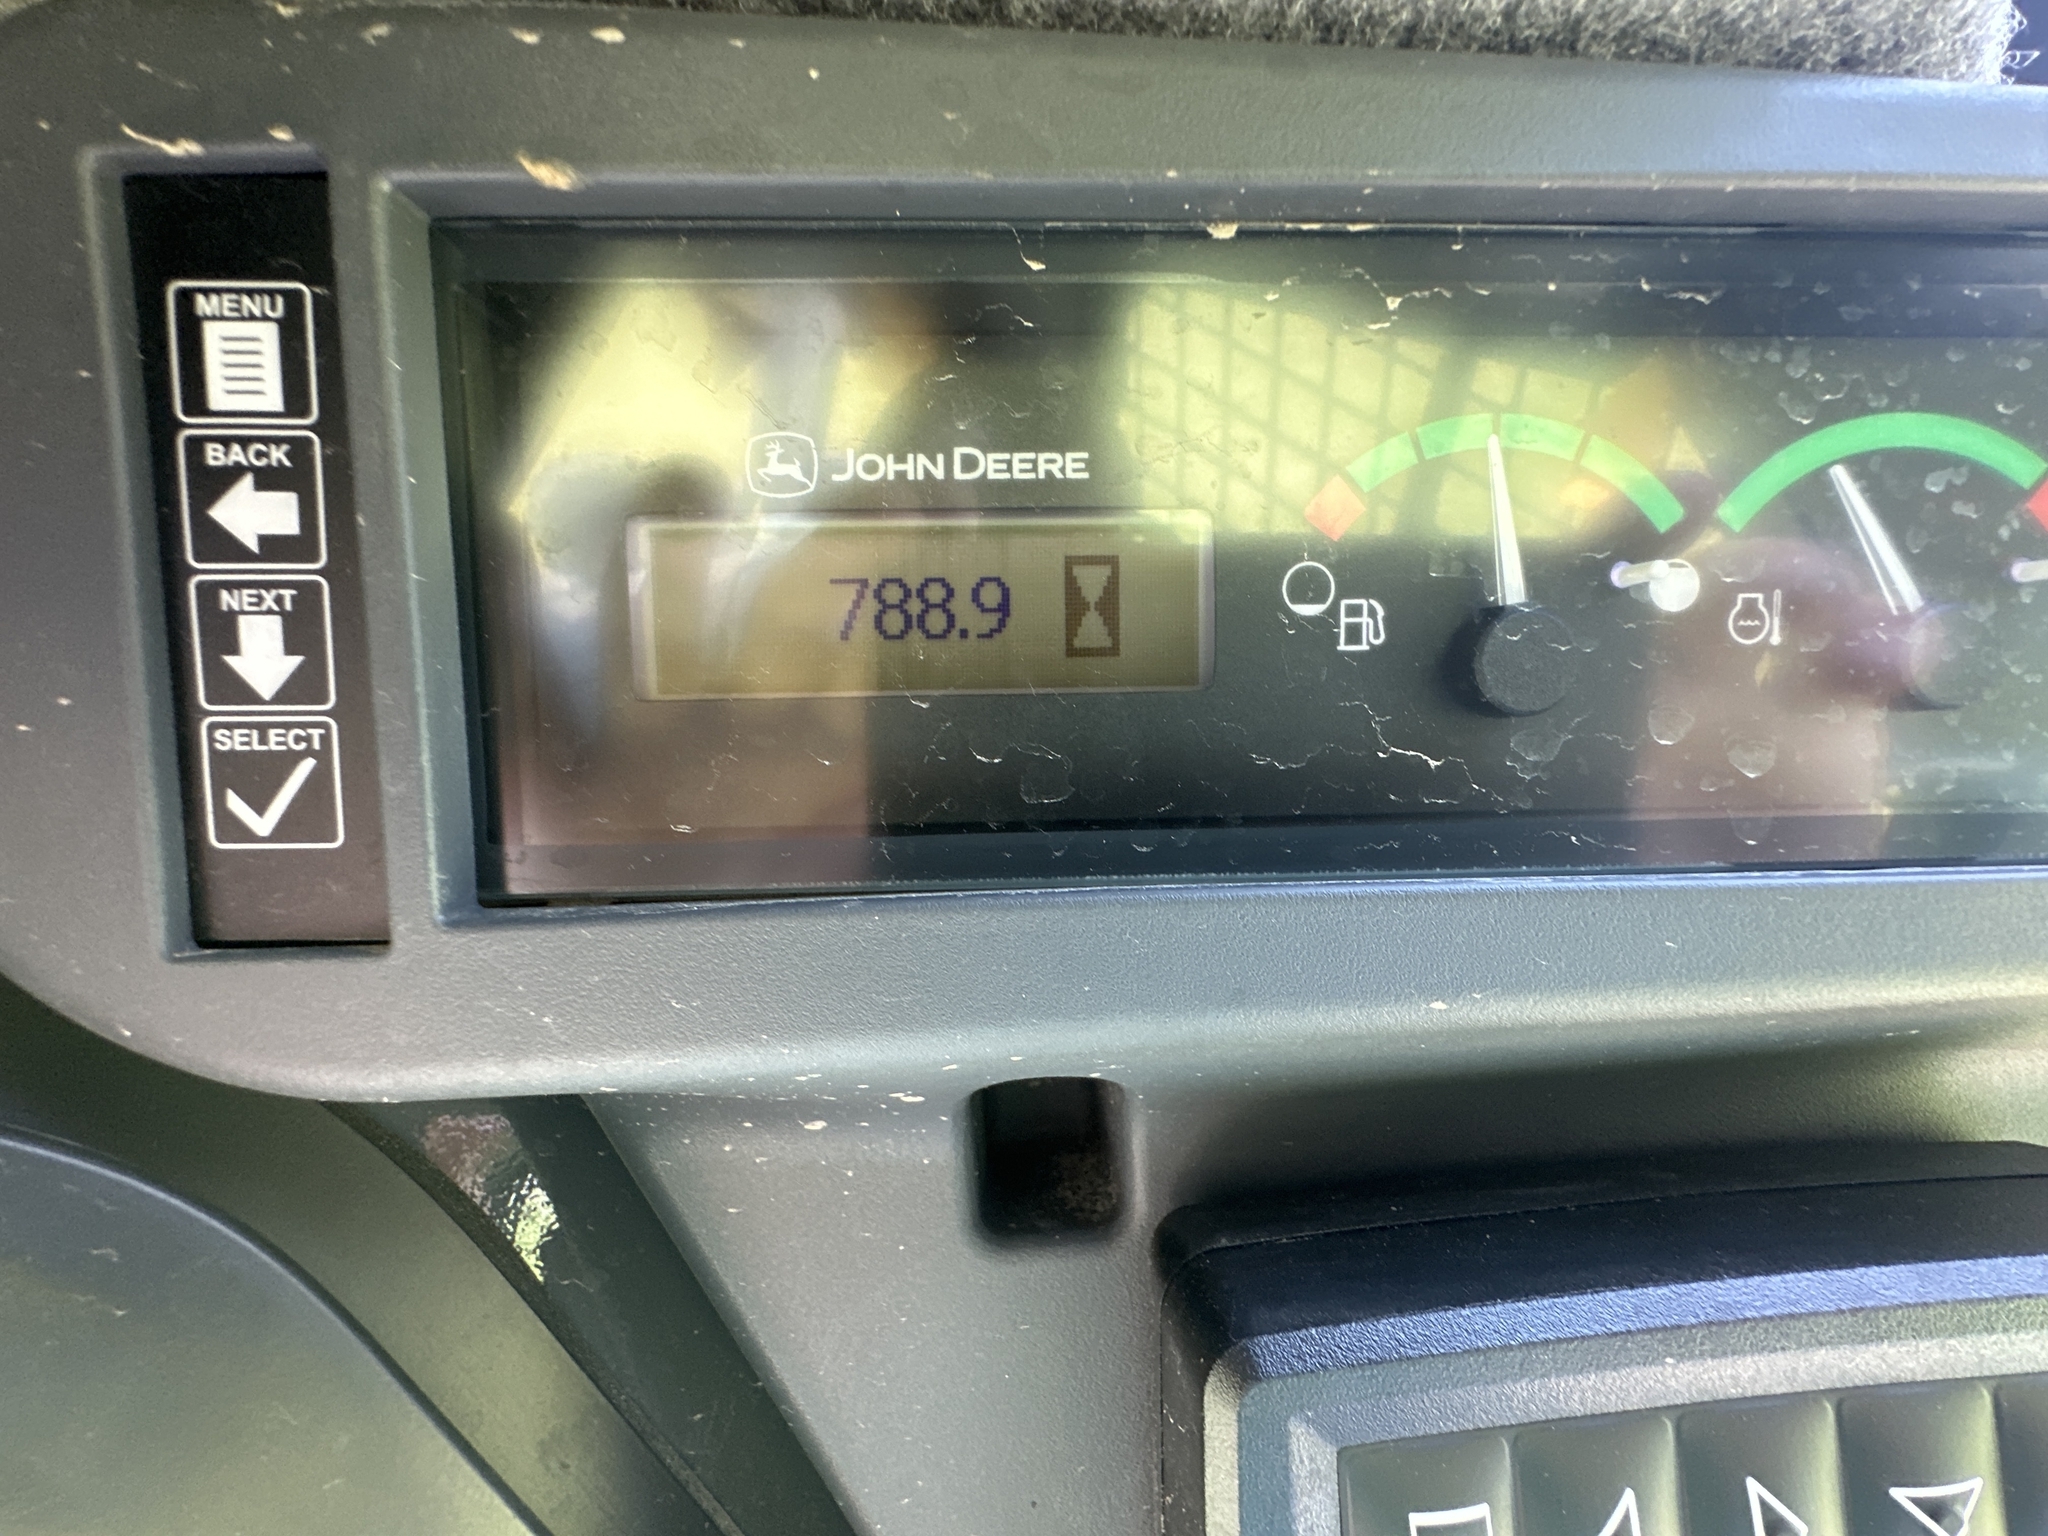 MENU
BACK
NEXT
SELECT
JOHN DEERE
788.9